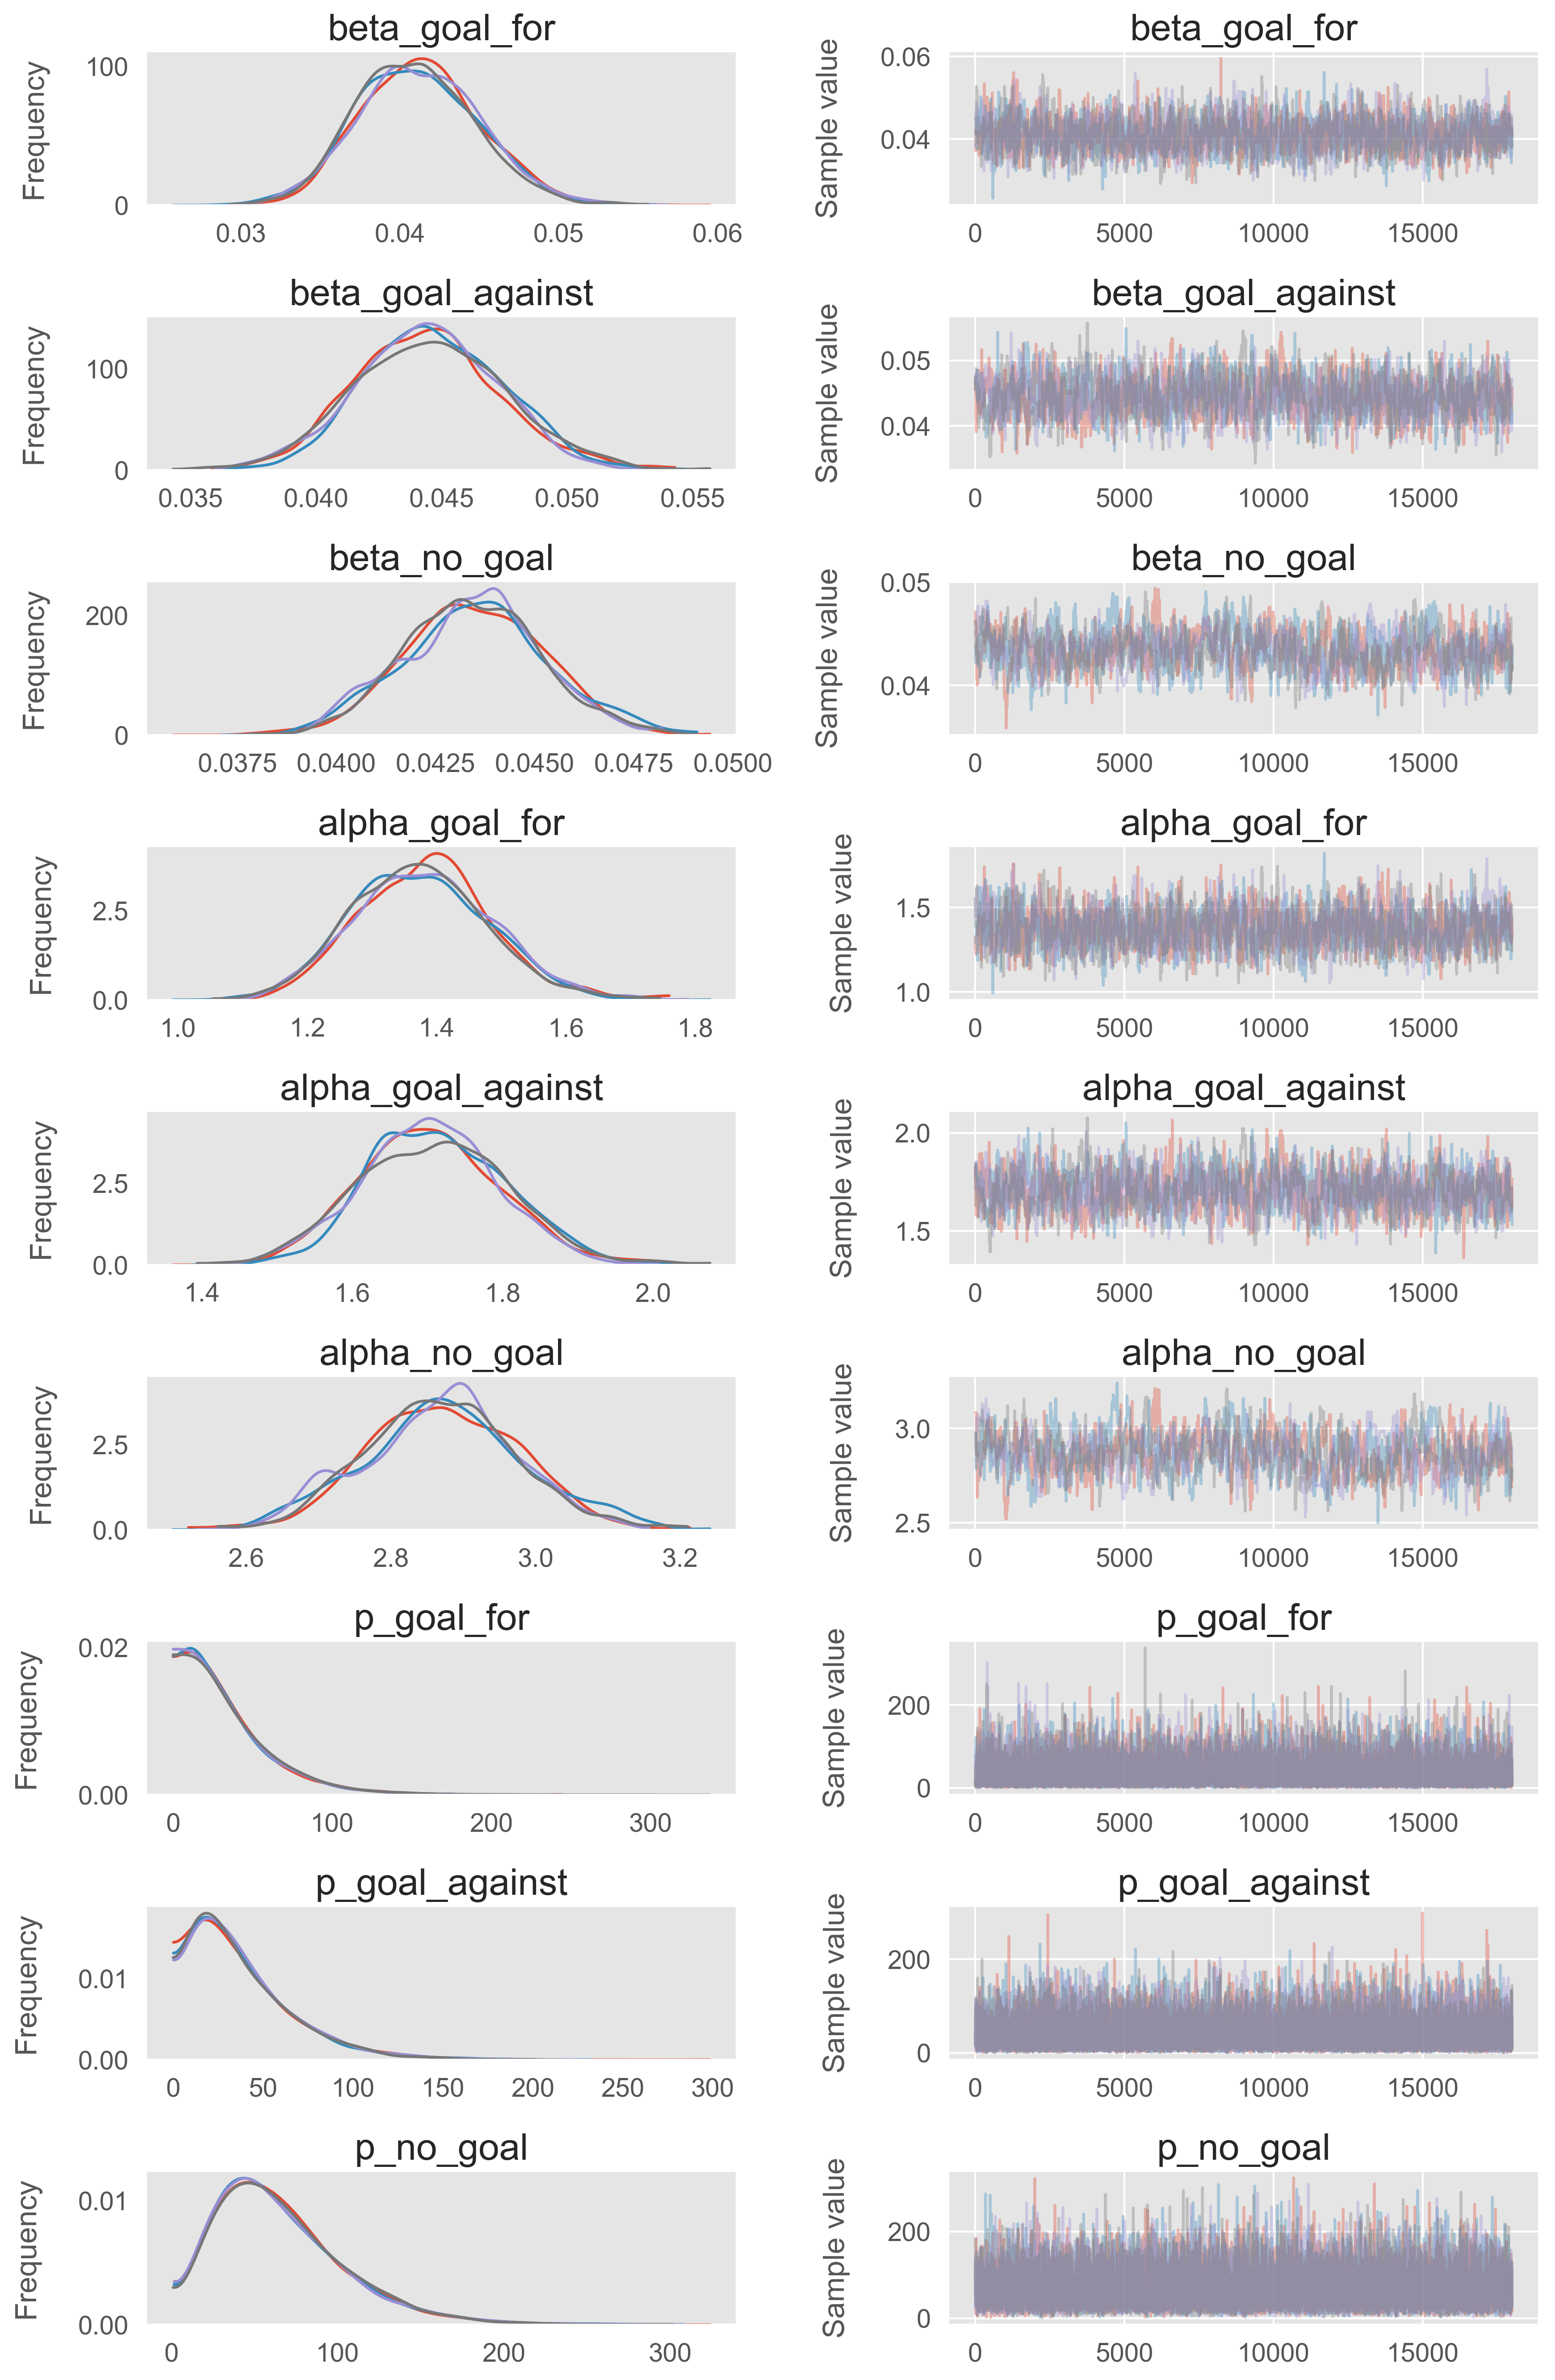 beta_goal_for
Frequency
100
0
0.03 0.04 0.05 0.06
beta_goal_for
Sample value
0.06
0.04
0 5000 10000 15000
beta_goal_against
Frequency
100
0
0.035 0.040 0.045 0.050 0.055
beta_goal_against
Sample value
0.05
0.04
0 5000 10000 15000
beta_no_goal
Frequency
200
0
0.0375 0.0400 0.0425 0.0450 0.0475 0.0500
beta_no_goal
Sample value
0.05
0.04
0 5000 10000 15000
alpha_goal_for
Frequency
2.5
0.0
1.0 1.2 1.4 1.6 1.8
alpha_goal_for
Sample value
1.5
1.0
0 5000 10000 15000
alpha_goal_against
Frequency
2.5
0.0
1.4 1.6 1.8 2.0
alpha_goal_against
Sample value
2.0
1.5
0 5000 10000 15000
alpha_no_goal
Frequency
2.5
0.0
2.6 2.8 3.0 3.2
alpha_no_goal
Sample value
3.0
2.5
0 5000 10000 15000
p_goal_for
Frequency
0.02
0.00
0 100 200 300
p_goal_for
Sample value
200
0
0 5000 10000 15000
p_goal_against
Frequency
0.01
0.00
0 50 100 150 200 250 300
p_goal_against
Sample value
200
0
0 5000 10000 15000
p_no_goal
Frequency
0.01
0.00
0 100 200 300
p_no_goal
Sample value
200
0
0 5000 10000 15000